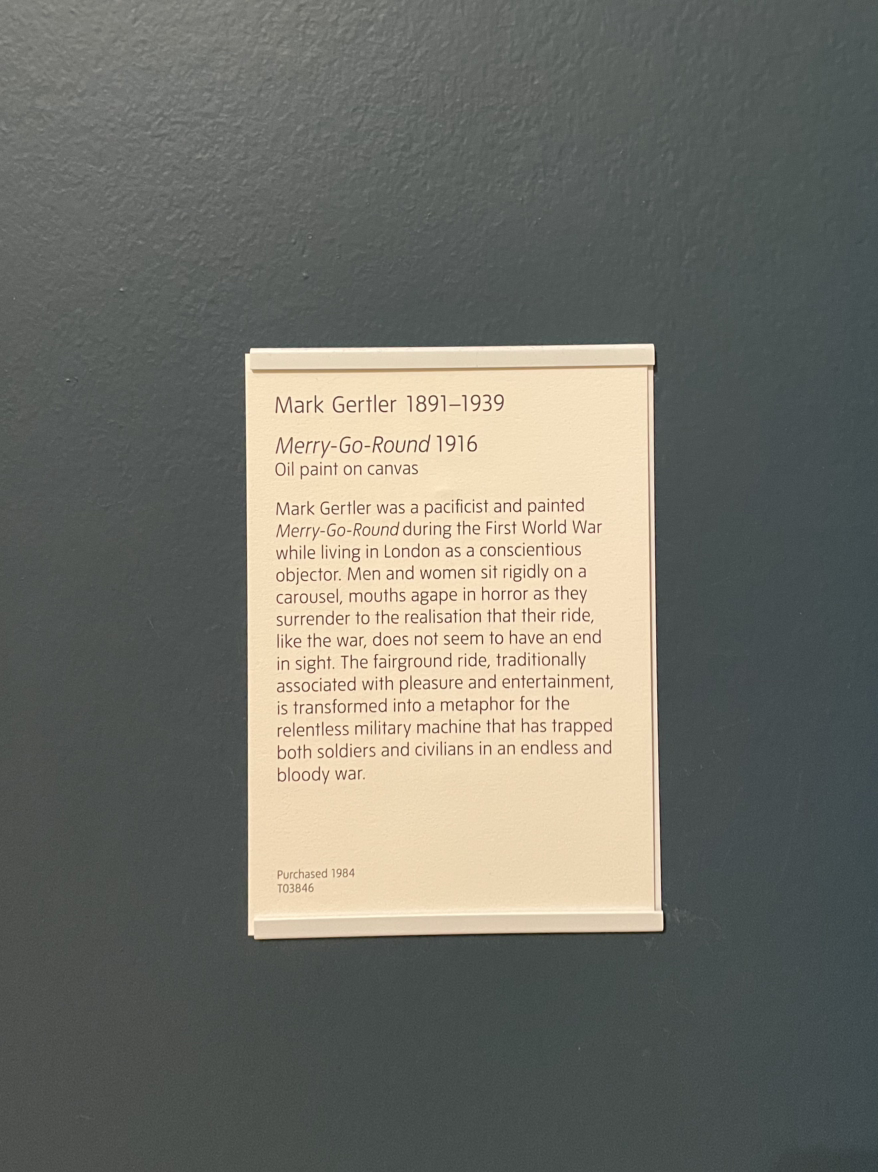 Mark Gertler 1891–1939
Merry-Go-Round 1916
Oil paint on canvas
Mark Gertler was a pacificist and painted
Merry-Go-Round during the First World War
while living in London as a conscientious
objector. Men and women sit rigidly on a
carousel, mouths agape in horror as they
surrender to the realisation that their ride,
like the war, does not seem to have an end
in sight. The fairground ride, traditionally
associated with pleasure and entertainment,
is transformed into a metaphor for the
relentless military machine that has trapped
both soldiers and civilians in an endless and
bloody war.
Purchased 1984
T03846